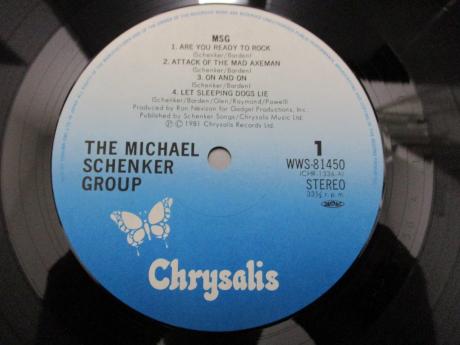 MSG
1. ARE YOU READY TO ROCK
(Schenker/Barden)
2. ATTACK OF THE MAD AXEMAN
(Schenker/Barden)
3. ON AND ON
(Schenker/Barden)
4. LET SLEEPING DOGS LIE
(Schenker/Barden/Glen/Raymond/Powell)
Produced by Ron Nevison for Gadget Productions, Inc
Published by Schenker Songs/Chrysalis Music Ltd.
Ⓟ © 1981 Chrysalis Records Ltd.
THE MICHAEL
SCHENKER
GROUP
1
WWS-81450
(CHR-1336-A)
STEREO
33⅓ r.p.m.
Chrysalis